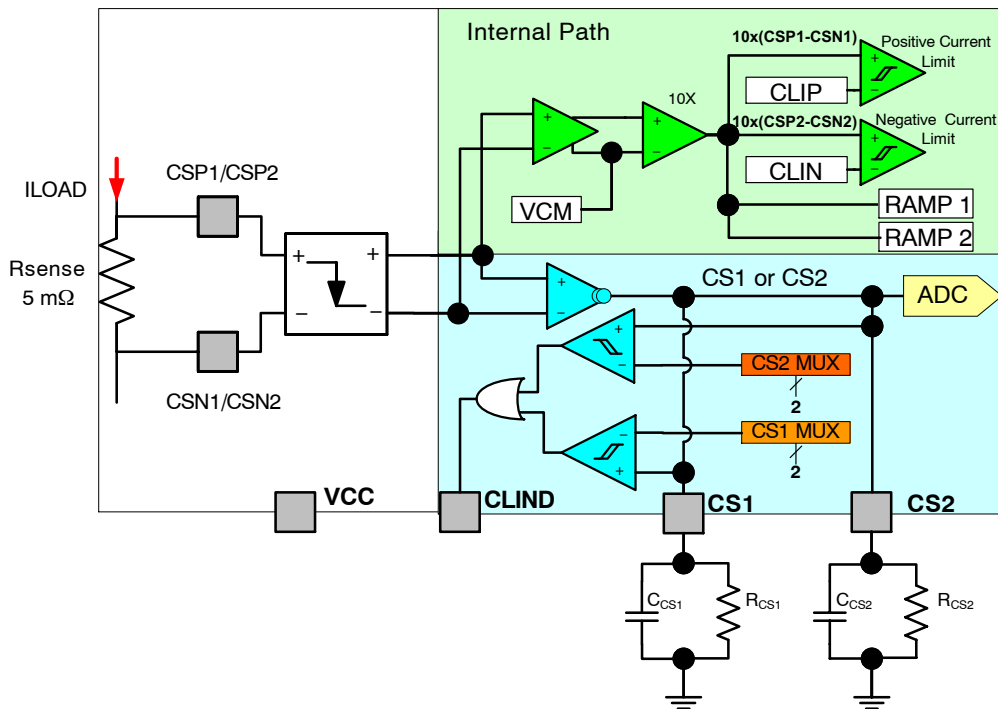 Internal Path
10x(CSP1-CSN1)
Positive Current
Limit
CLIP
10X
10x(CSP2-CSN2)
Negative Current
Limit
CLIN
VCM
RAMP 1
RAMP 2
ILOAD
CSP1/CSP2
Rsense
5 mΩ
CSN1/CSN2
+
−
+
−
+
−
+
−
+
−
+
−
+
−
CS1 or CS2
ADC
+
−
CS2 MUX
2
−
+
CS1 MUX
2
VCC
CLIND
CS1
CS2
CCS1
RCS1
CCS2
RCS2